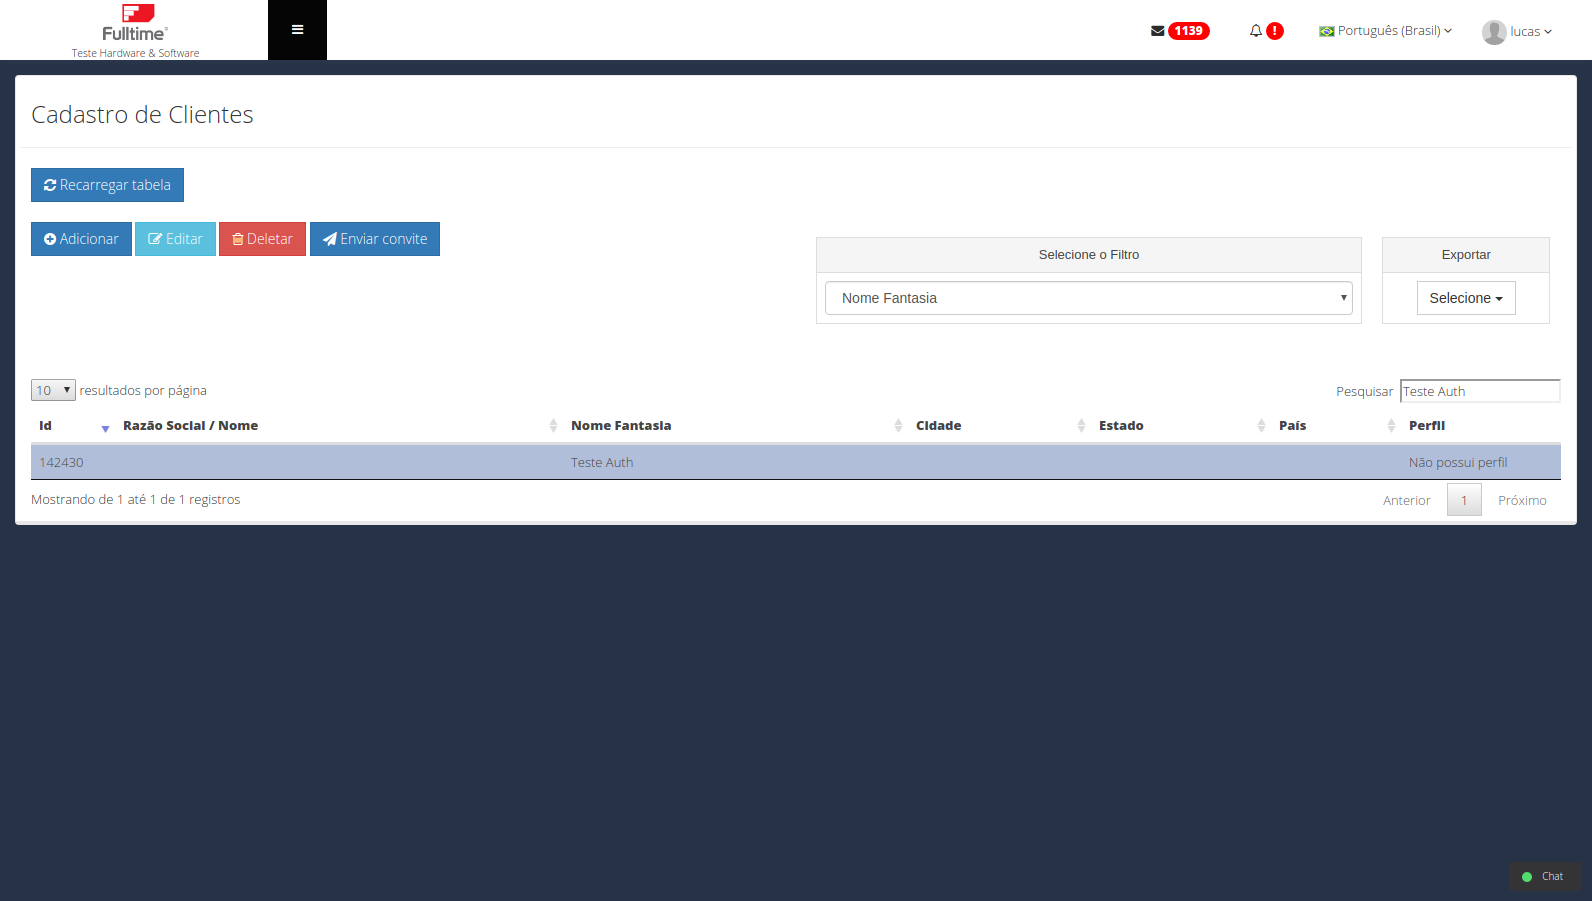 Fulltime
Teste Hardware & Software
1139
!
Português (Brasil)
lucas
Cadastro de Clientes
Recarregar tabela
Adicionar Editar Deletar Enviar convite
Selecione o Filtro
Nome Fantasia
Exportar
Selecione
10 resultados por página
Pesquisar Teste Auth
Id Razão Social / Nome Nome Fantasia Cidade Estado País Perfil
142430 Teste Auth Não possui perfil
Mostrando de 1 até 1 de 1 registros
Anterior 1 Próximo
Chat